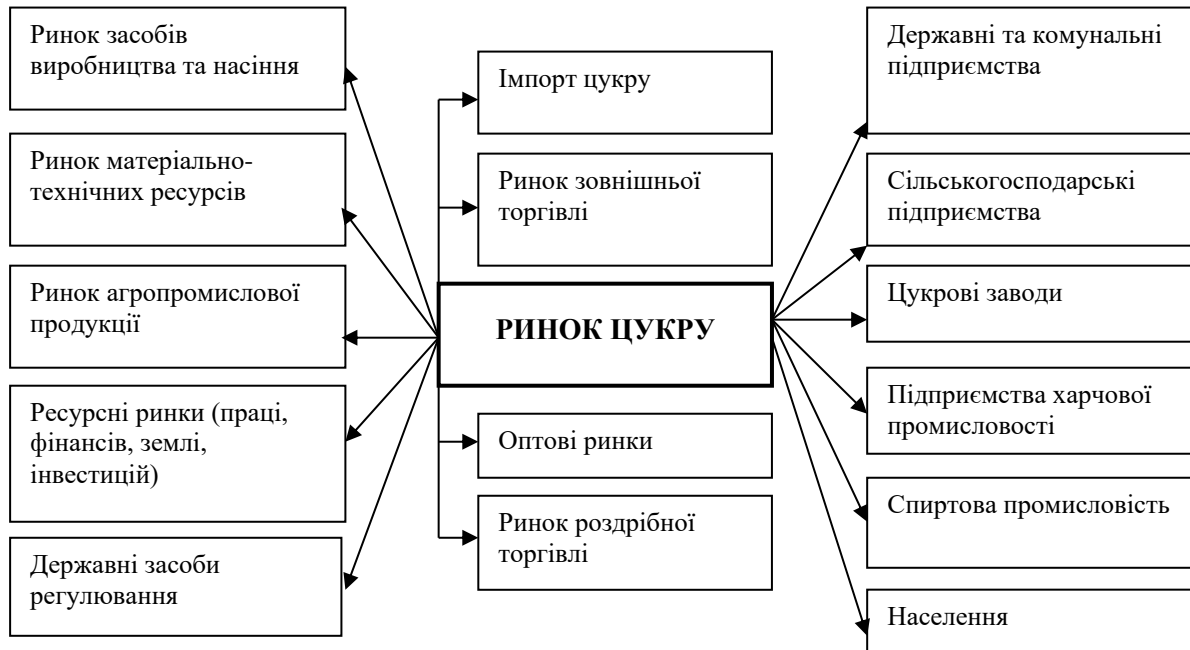 Ринок засобів
виробництва та насіння
Ринок матеріально-
технічних ресурсів
Ринок агропромислової
продукції
Ресурсні ринки (праці,
фінансів, землі,
інвестицій)
Державні засоби
регулювання
Імпорт цукру
Ринок зовнішньої
торгівлі
РИНОК ЦУКРУ
Оптові ринки
Ринок роздрібної
торгівлі
Державні та комунальні
підприємства
Сільськогосподарські
підприємства
Цукрові заводи
Підприємства харчової
промисловості
Спиртова промисловість
Населення